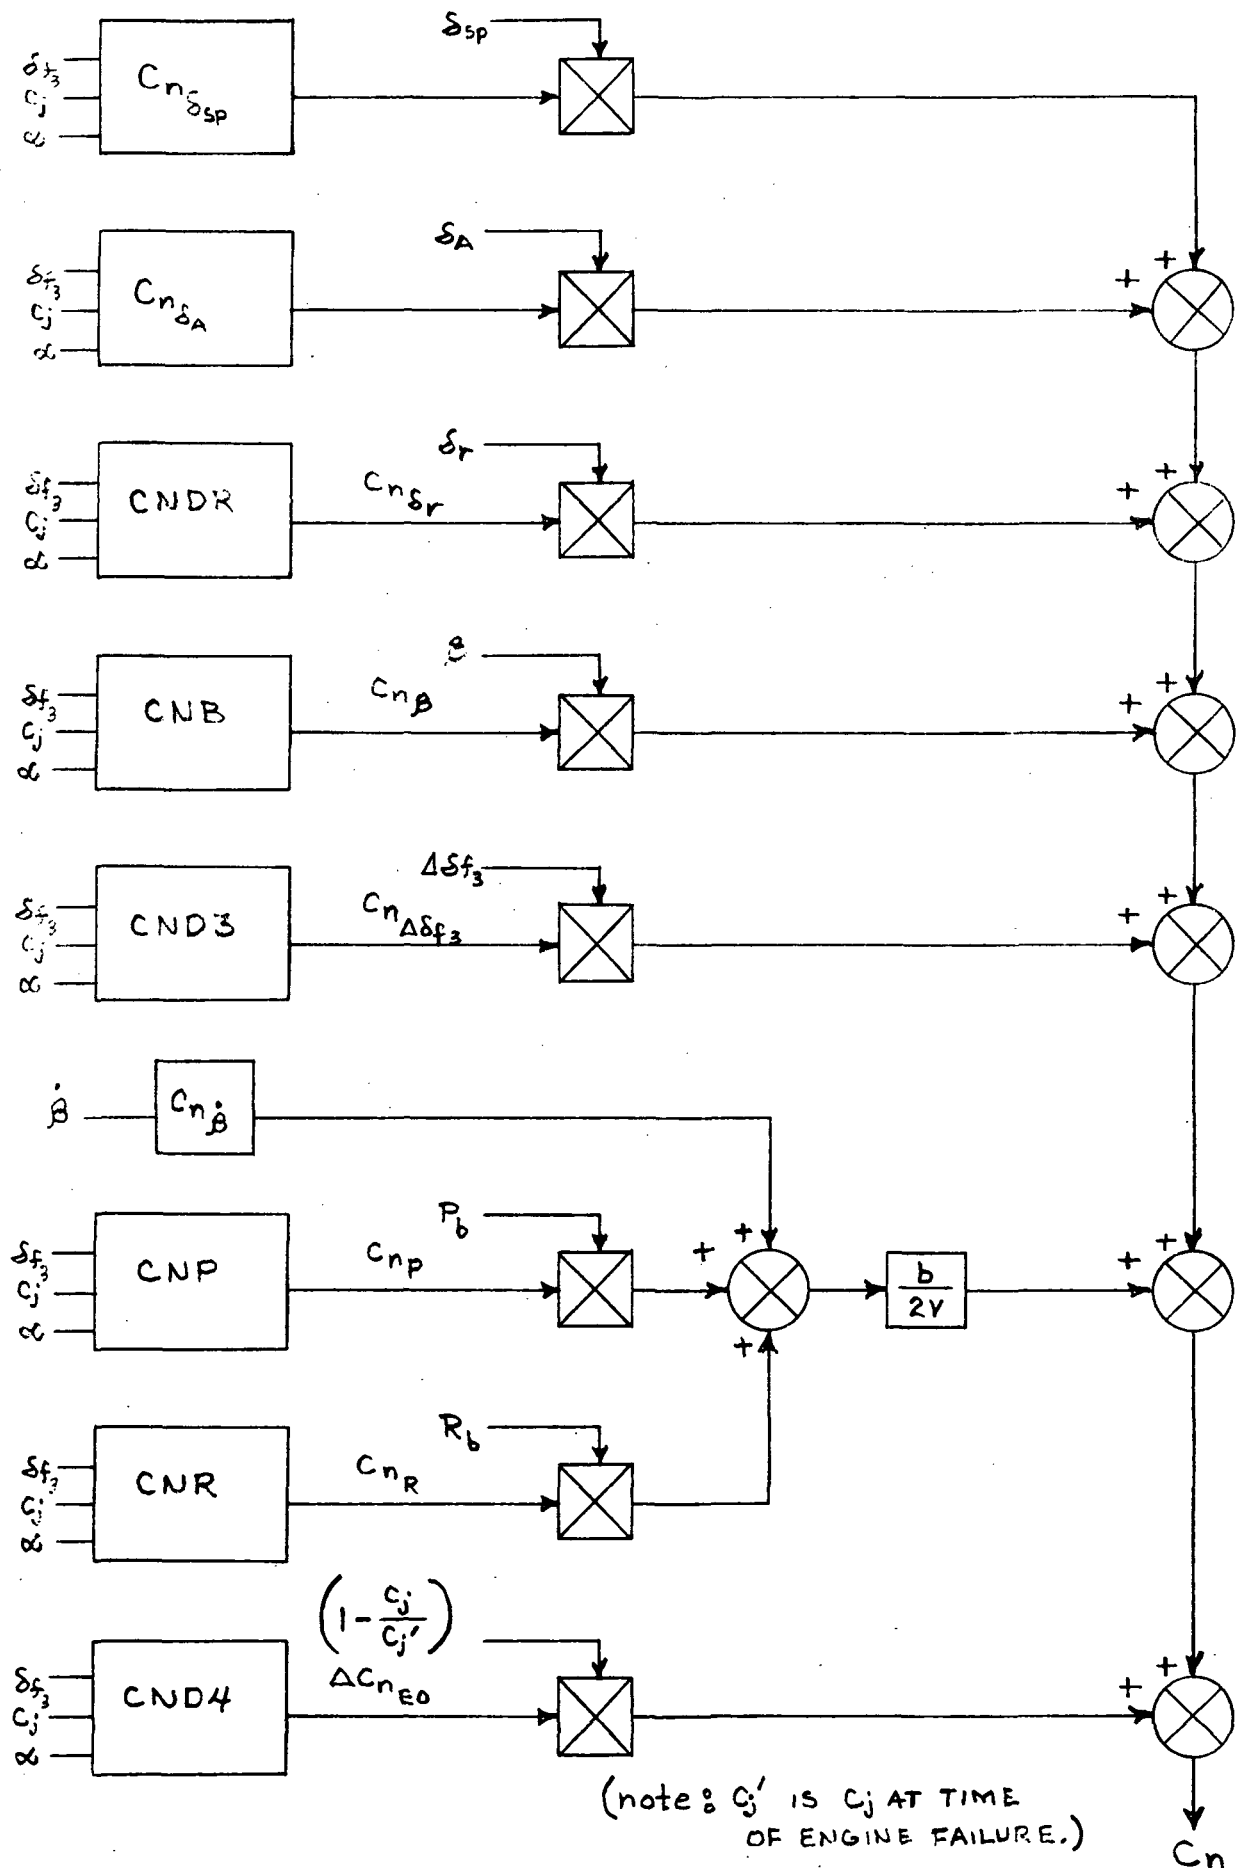 δsp
δf3
Cj
α
Cnδsp
δA
δf3
Cj
α
CnδA
+
+
δr
δf3
Cj
α
CNDR
Cnδr
+
+
β
δf3
Cj
α
CNB
Cnβ
+
+
Δδf3
δf3
Cj
α
CND3
CnΔδf3
+
+
β̇
Cnβ̇
Pb
δf3
Cj
α
CNP
Cnp
+
+
+
b
2V
+
+
Rb
δf3
Cj
α
CNR
CnR
(1 - Cj/Cj′)
δf3
Cj
α
CND4
ΔCnEO
+
+
(note: Cj′ IS Cj AT TIME
OF ENGINE FAILURE.)
Cn